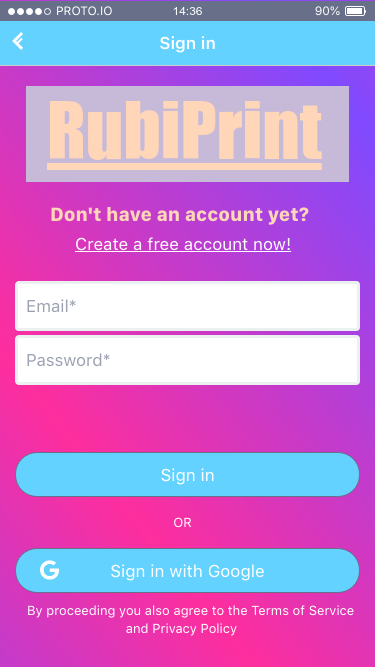 PROTO.IO 14:36 90%
Sign in
RubiPrint
Don't have an account yet?
Create a free account now!
Email*
Password*
Sign in
OR
G Sign in with Google
By proceeding you also agree to the Terms of Service
and Privacy Policy